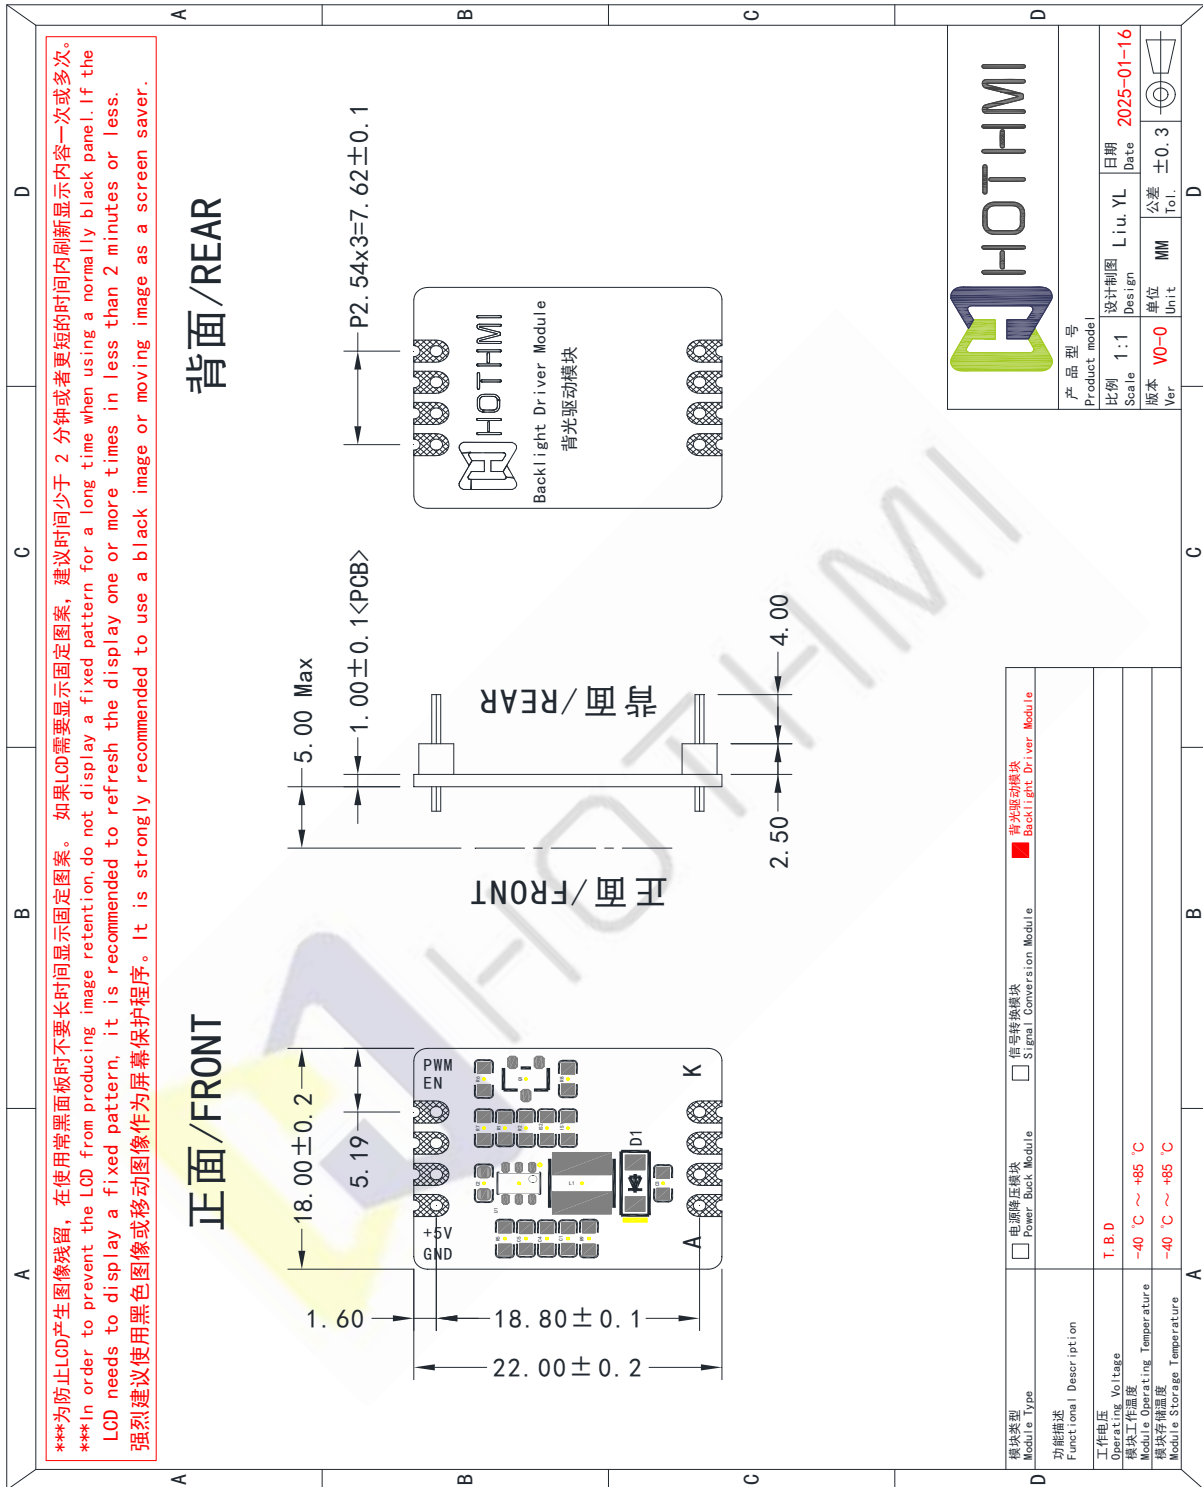 ***为防止LCD产生图像残留，在使用常黑面板时不要长时间显示固定图案。 如果LCD需要显示固定图案，建议时间少于 2 分钟或者更短的时间内刷新显示内容一次或多次。
***In order to prevent the LCD from producing image retention,do not display a fixed pattern for a long time when using a normally black panel.If the
LCD needs to display a fixed pattern, it is recommended to refresh the display one or more times in less than 2 minutes or less.
强烈建议使用黑色图像或移动图像作为屏幕保护程序。It is strongly recommended to use a black image or moving image as a screen saver.
A
B
C
D
A
B
C
D
A
B
C
D
A
B
C
D
正面/FRONT
18.00±0.2
5.19
1.60
18.80±0.1
22.00±0.2
PWM
EN
+5V
GND
A
K
D1
L1
5.00 Max
1.00±0.1<PCB>
正面/FRONT
背面/REAR
2.50
4.00
背面/REAR
P2.54x3=7.62±0.1
HOTHMI
Backlight Driver Module
背光驱动模块
HOTHMI
模块类型
Module Type
电源降压模块
Power Buck Module
信号转换模块
Signal Conversion Module
背光驱动模块
Backlight Driver Module
功能描述
Functional Description
工作电压
Operating Voltage
T.B.D
模块工作温度
Module Operating Temperature
-40 °C ～ +85 °C
模块存储温度
Module Storage Temperature
-40 °C ～ +85 °C
HOTHMI
产 品 型 号
Product model
比例
Scale
1:1
设计制图
Design
Liu.YL
日期
Date
2025-01-16
版本
Ver
V0-0
单位
Unit
MM
公差
Tol.
±0.3